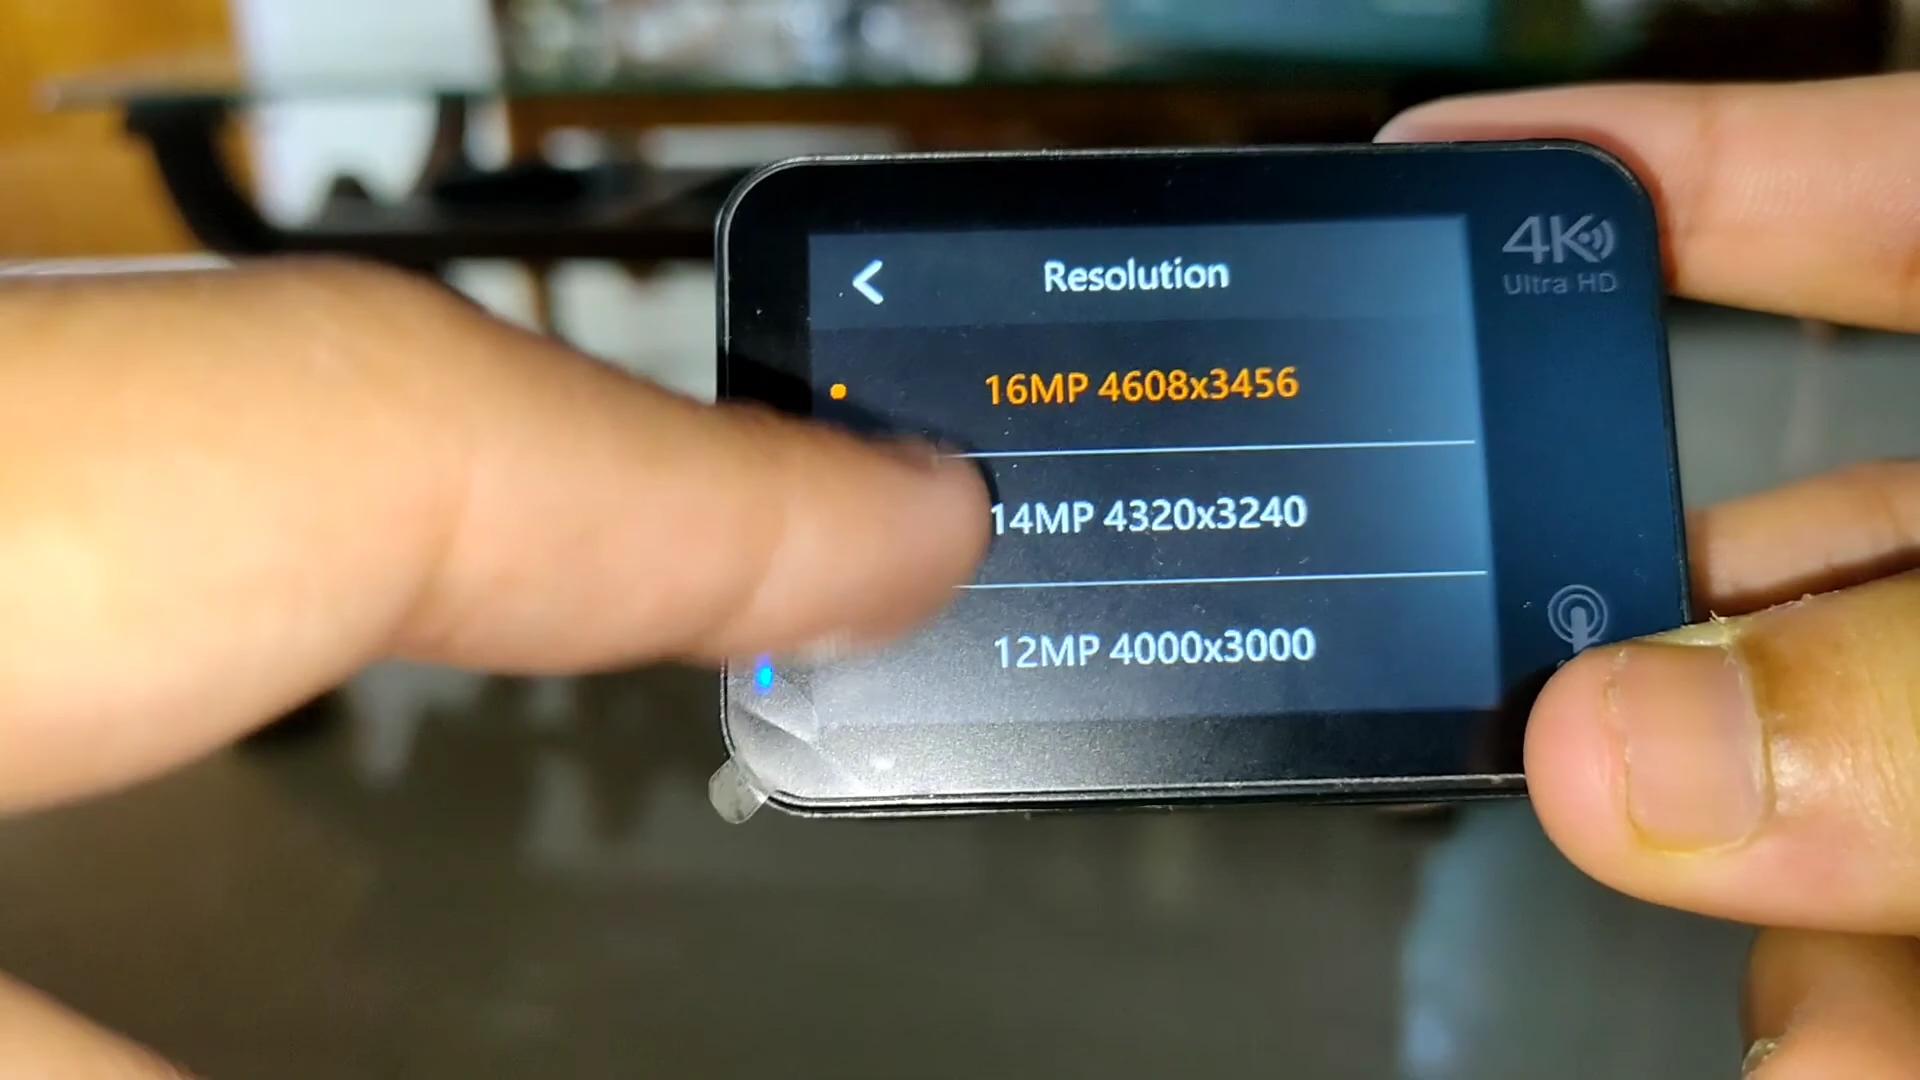 Resolution
4K
Ultra HD
16MP 4608x3456
14MP 4320x3240
12MP 4000x3000